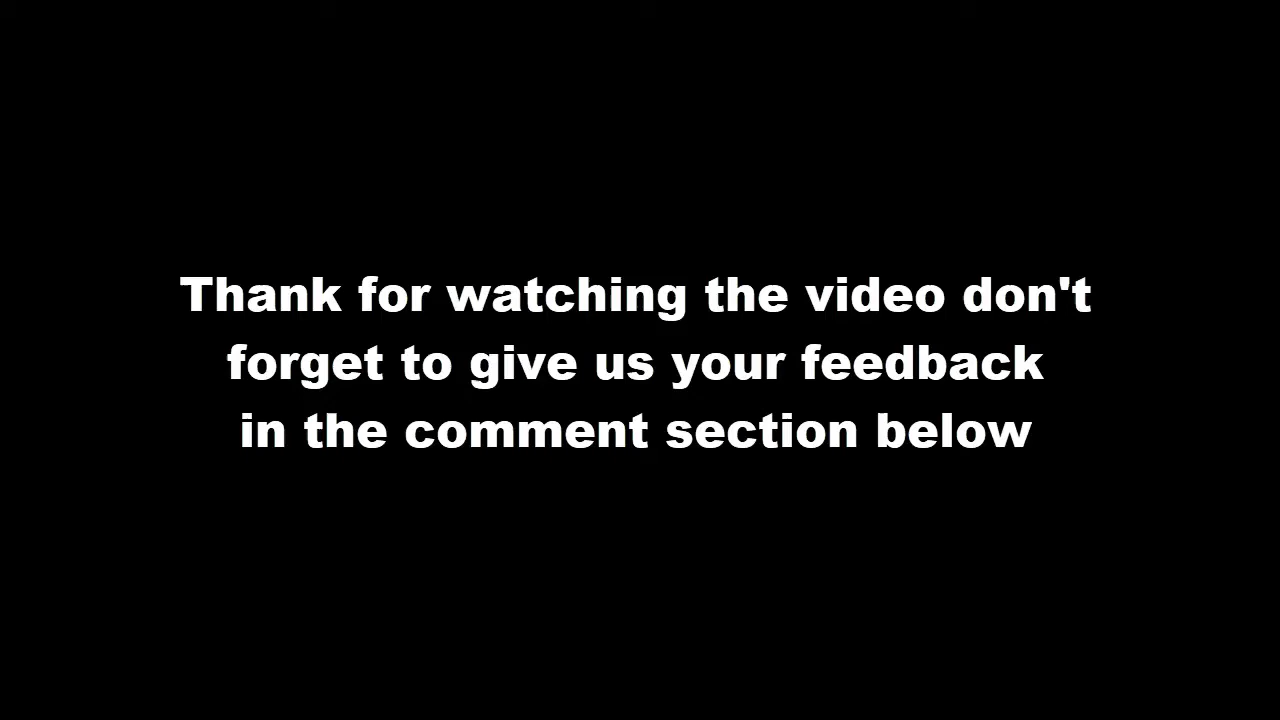 Thank for watching the video don't
forget to give us your feedback
in the comment section below